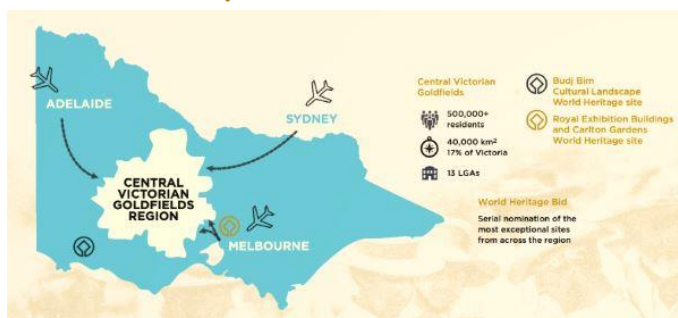 ADELAIDE
SYDNEY
CENTRAL
VICTORIAN
GOLDFIELDS
REGION
MELBOURNE
Central Victorian
Goldfields
500,000+
residents
40,000 km²
17% of Victoria
13 LGAs
Budj Bim
Cultural Landscape
World Heritage site
Royal Exhibition Buildings
and Carlton Gardens
World Heritage site
World Heritage Bid
Serial nomination of the
most exceptional sites
from across the region